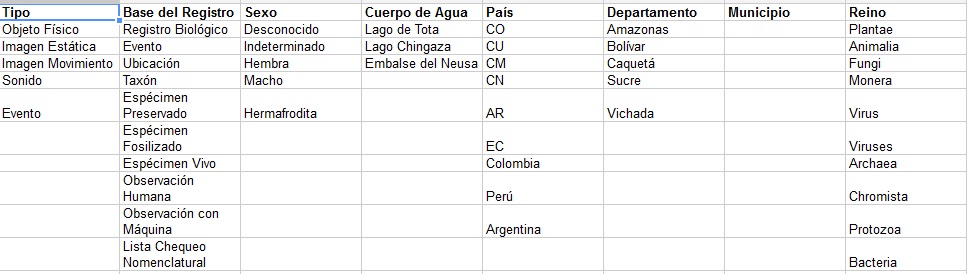 Tipo Base del Registro Sexo Cuerpo de Agua País Departamento Municipio Reino
Objeto Físico Registro Biológico Desconocido Lago de Tota CO Amazonas Plantae
Imagen Estática Evento Indeterminado Lago Chingaza CU Bolívar Animalia
Imagen Movimiento Ubicación Hembra Embalse del Neusa CM Caquetá Fungi
Sonido Taxón Macho CN Sucre Monera
Espécimen
Evento Preservado Hermafrodita AR Vichada Virus
Espécimen
Fosilizado EC Viruses
Espécimen Vivo Colombia Archaea
Observación
Humana Perú Chromista
Observación con
Máquina Argentina Protozoa
Lista Chequeo
Nomenclatural Bacteria